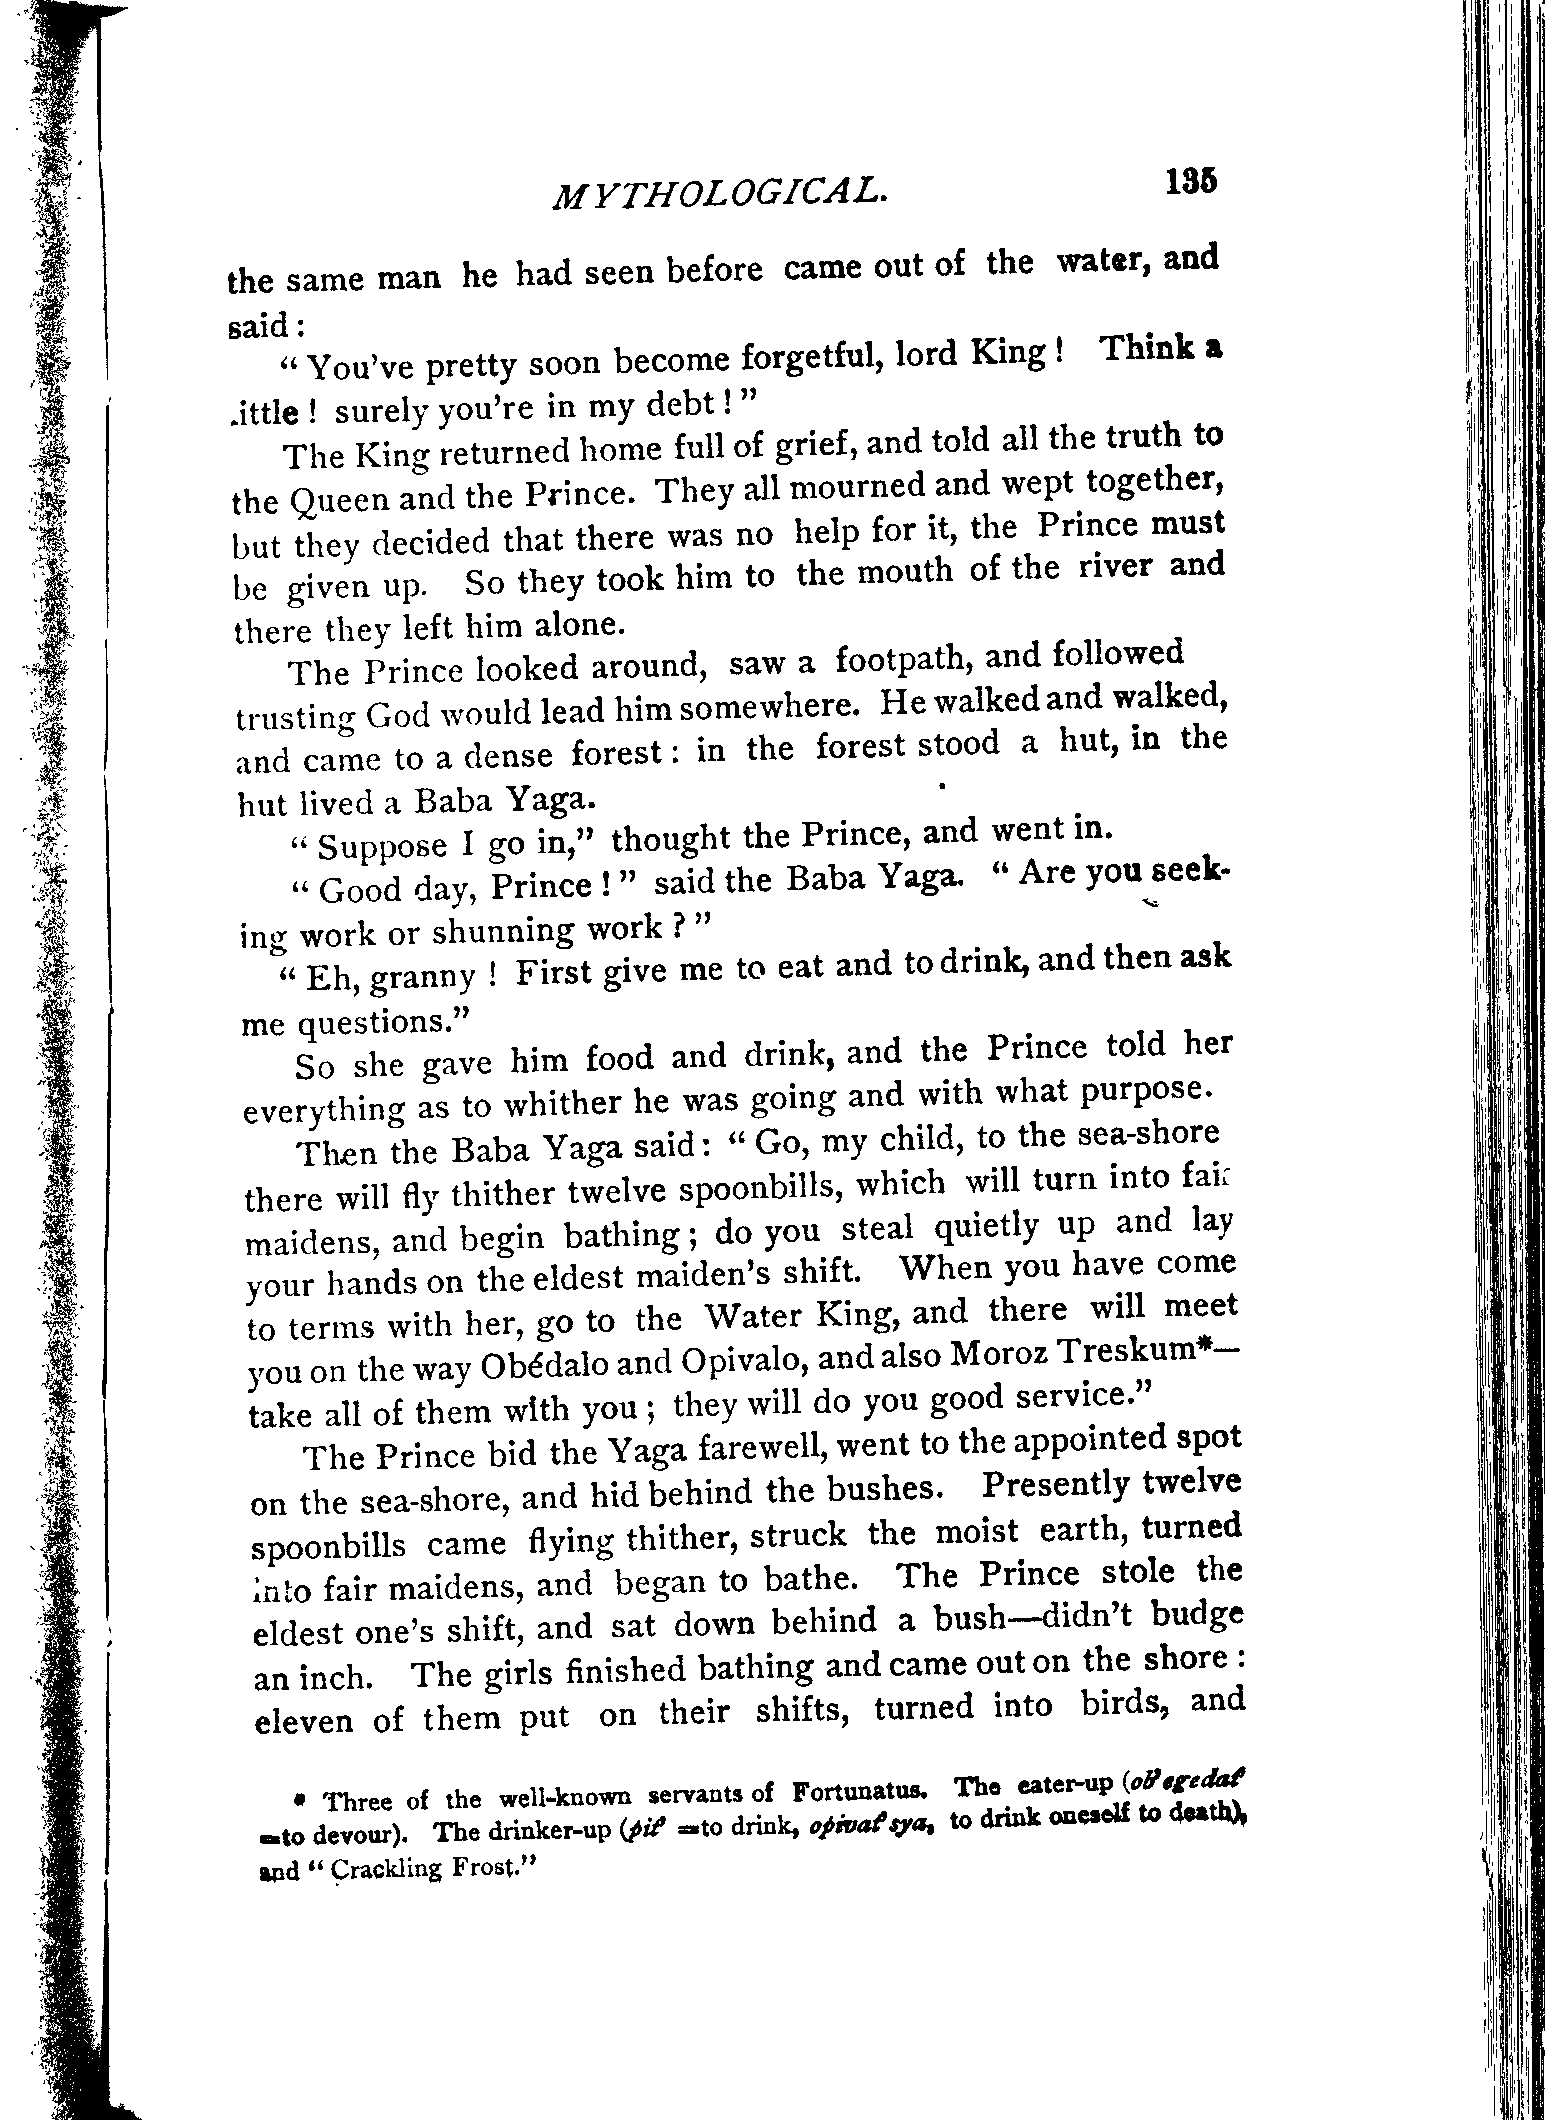 MYTHOLOGICAL. 135
the same man he had seen before came out of the water, and
said :
“ You've pretty soon become forgetful, lord King ! Think a
.ittle ! surely you're in my debt ! ”
The King returned home full of grief, and told all the truth to
the Queen and the Prince. They all mourned and wept together,
but they decided that there was no help for it, the Prince must
be given up. So they took him to the mouth of the river and
there they left him alone.
The Prince looked around, saw a footpath, and followed
trusting God would lead him somewhere. He walked and walked,
and came to a dense forest : in the forest stood a hut, in the
hut lived a Baba Yaga.
“ Suppose I go in,” thought the Prince, and went in.
“ Good day, Prince ! ” said the Baba Yaga. “ Are you seek-
ing work or shunning work ? ”
“ Eh, granny ! First give me to eat and to drink, and then ask
me questions.”
So she gave him food and drink, and the Prince told her
everything as to whither he was going and with what purpose.
Then the Baba Yaga said : “ Go, my child, to the sea-shore
there will fly thither twelve spoonbills, which will turn into fair
maidens, and begin bathing ; do you steal quietly up and lay
your hands on the eldest maiden's shift. When you have come
to terms with her, go to the Water King, and there will meet
you on the way Obédalo and Opivalo, and also Moroz Treskum*—
take all of them with you ; they will do you good service.”
The Prince bid the Yaga farewell, went to the appointed spot
on the sea-shore, and hid behind the bushes. Presently twelve
spoonbills came flying thither, struck the moist earth, turned
into fair maidens, and began to bathe. The Prince stole the
eldest one's shift, and sat down behind a bush—didn't budge
an inch. The girls finished bathing and came out on the shore :
eleven of them put on their shifts, turned into birds, and
* Three of the well-known servants of Fortunatus. The eater-up (ob'egedat'
=to devour). The drinker-up (pit' =to drink, opivat'sya, to drink oneself to death),
and “ Crackling Frost.”